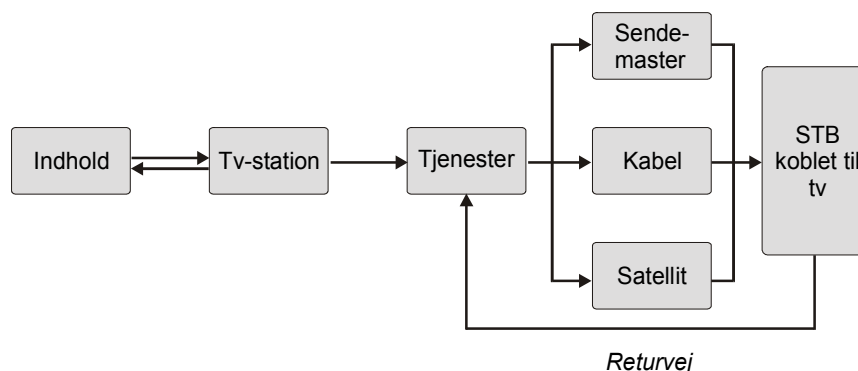 Indhold
Tv-station
Tjenester
Sende-
master
Kabel
Satellit
STB
koblet til
tv
Returvej